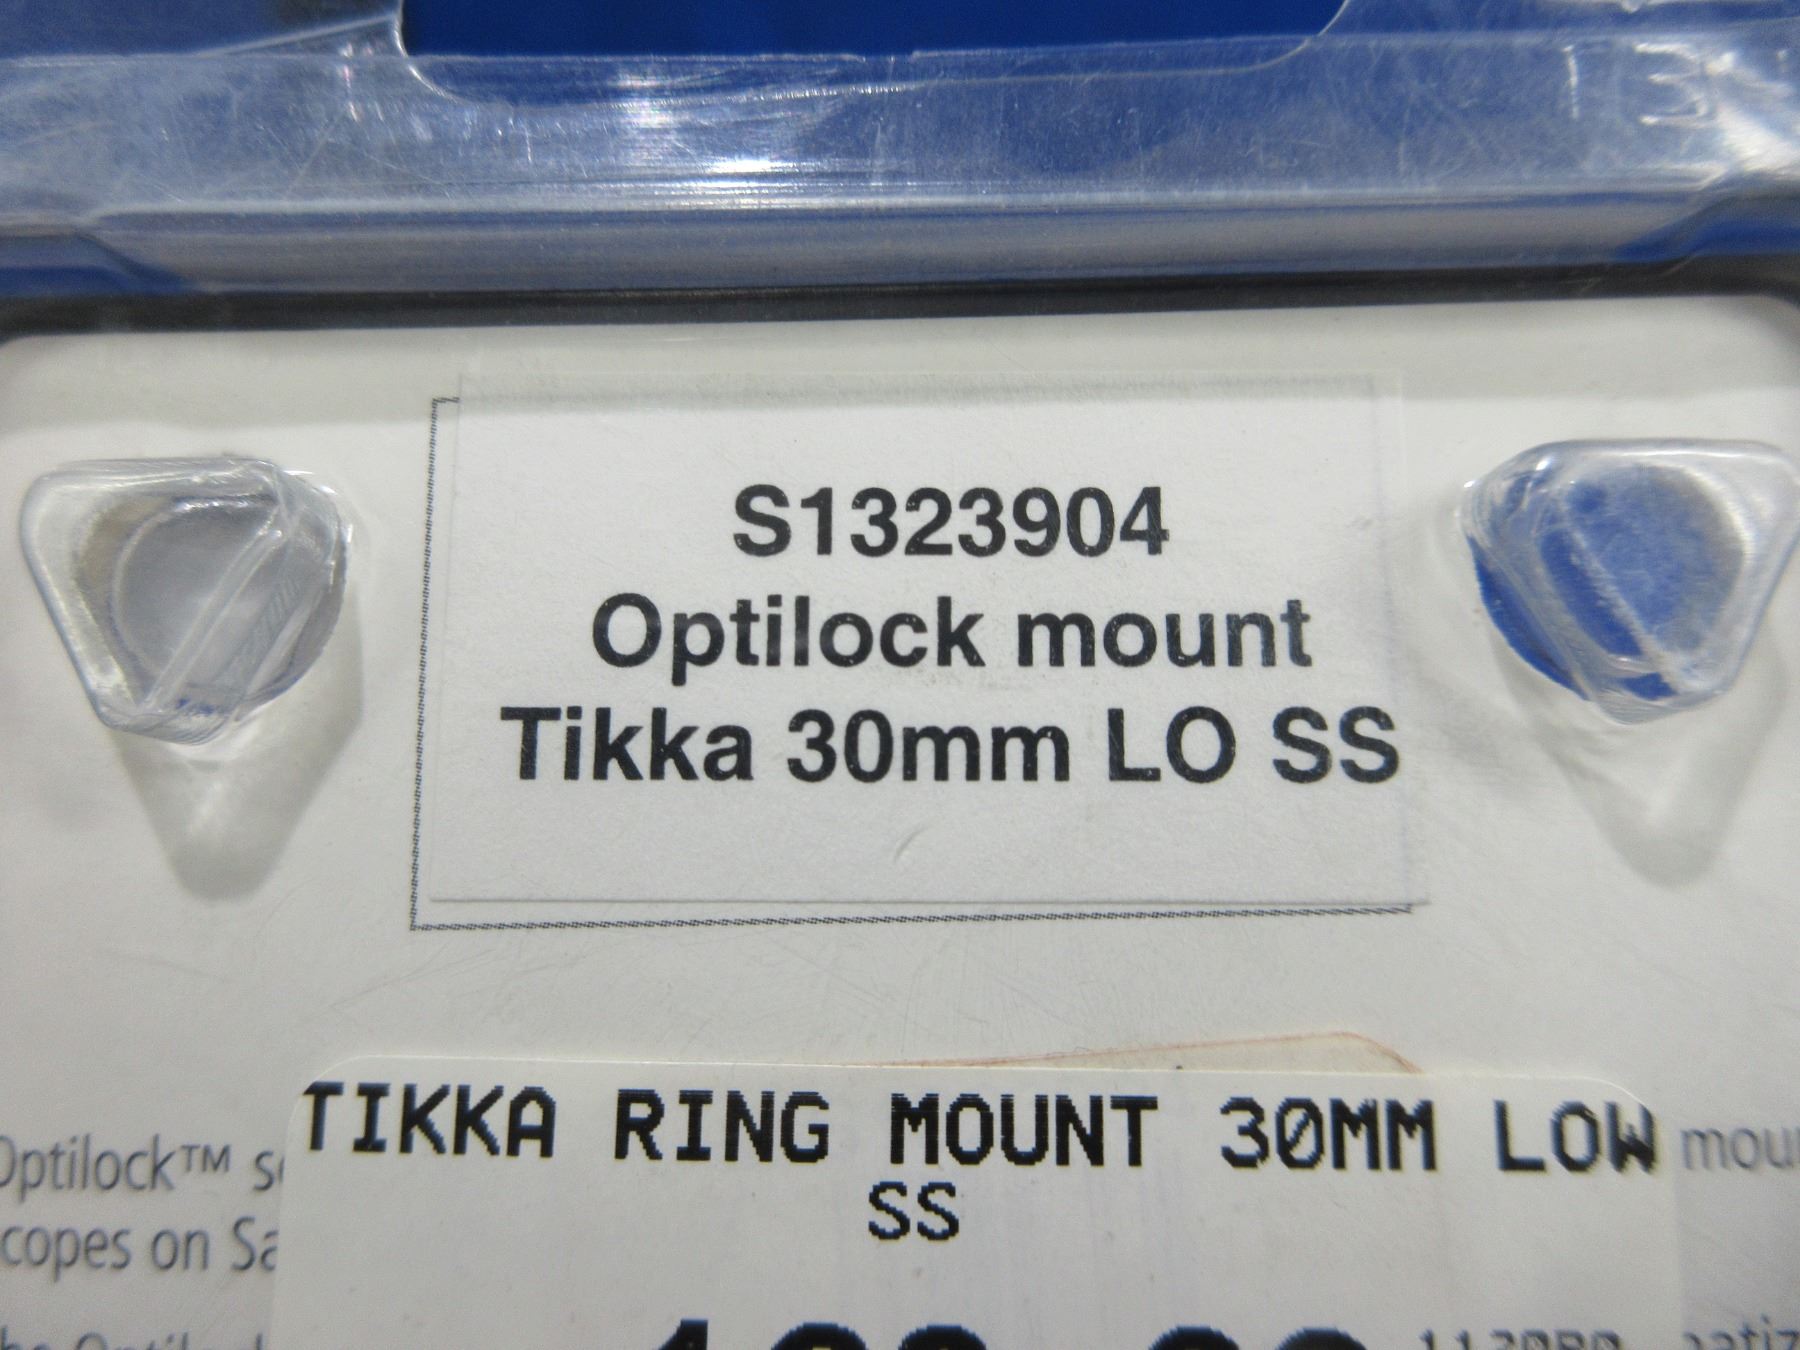 S1323904
Optilock mount
Tikka 30mm LO SS
TIKKA RING MOUNT 30MM LOW
SS
Optilock™
copes on